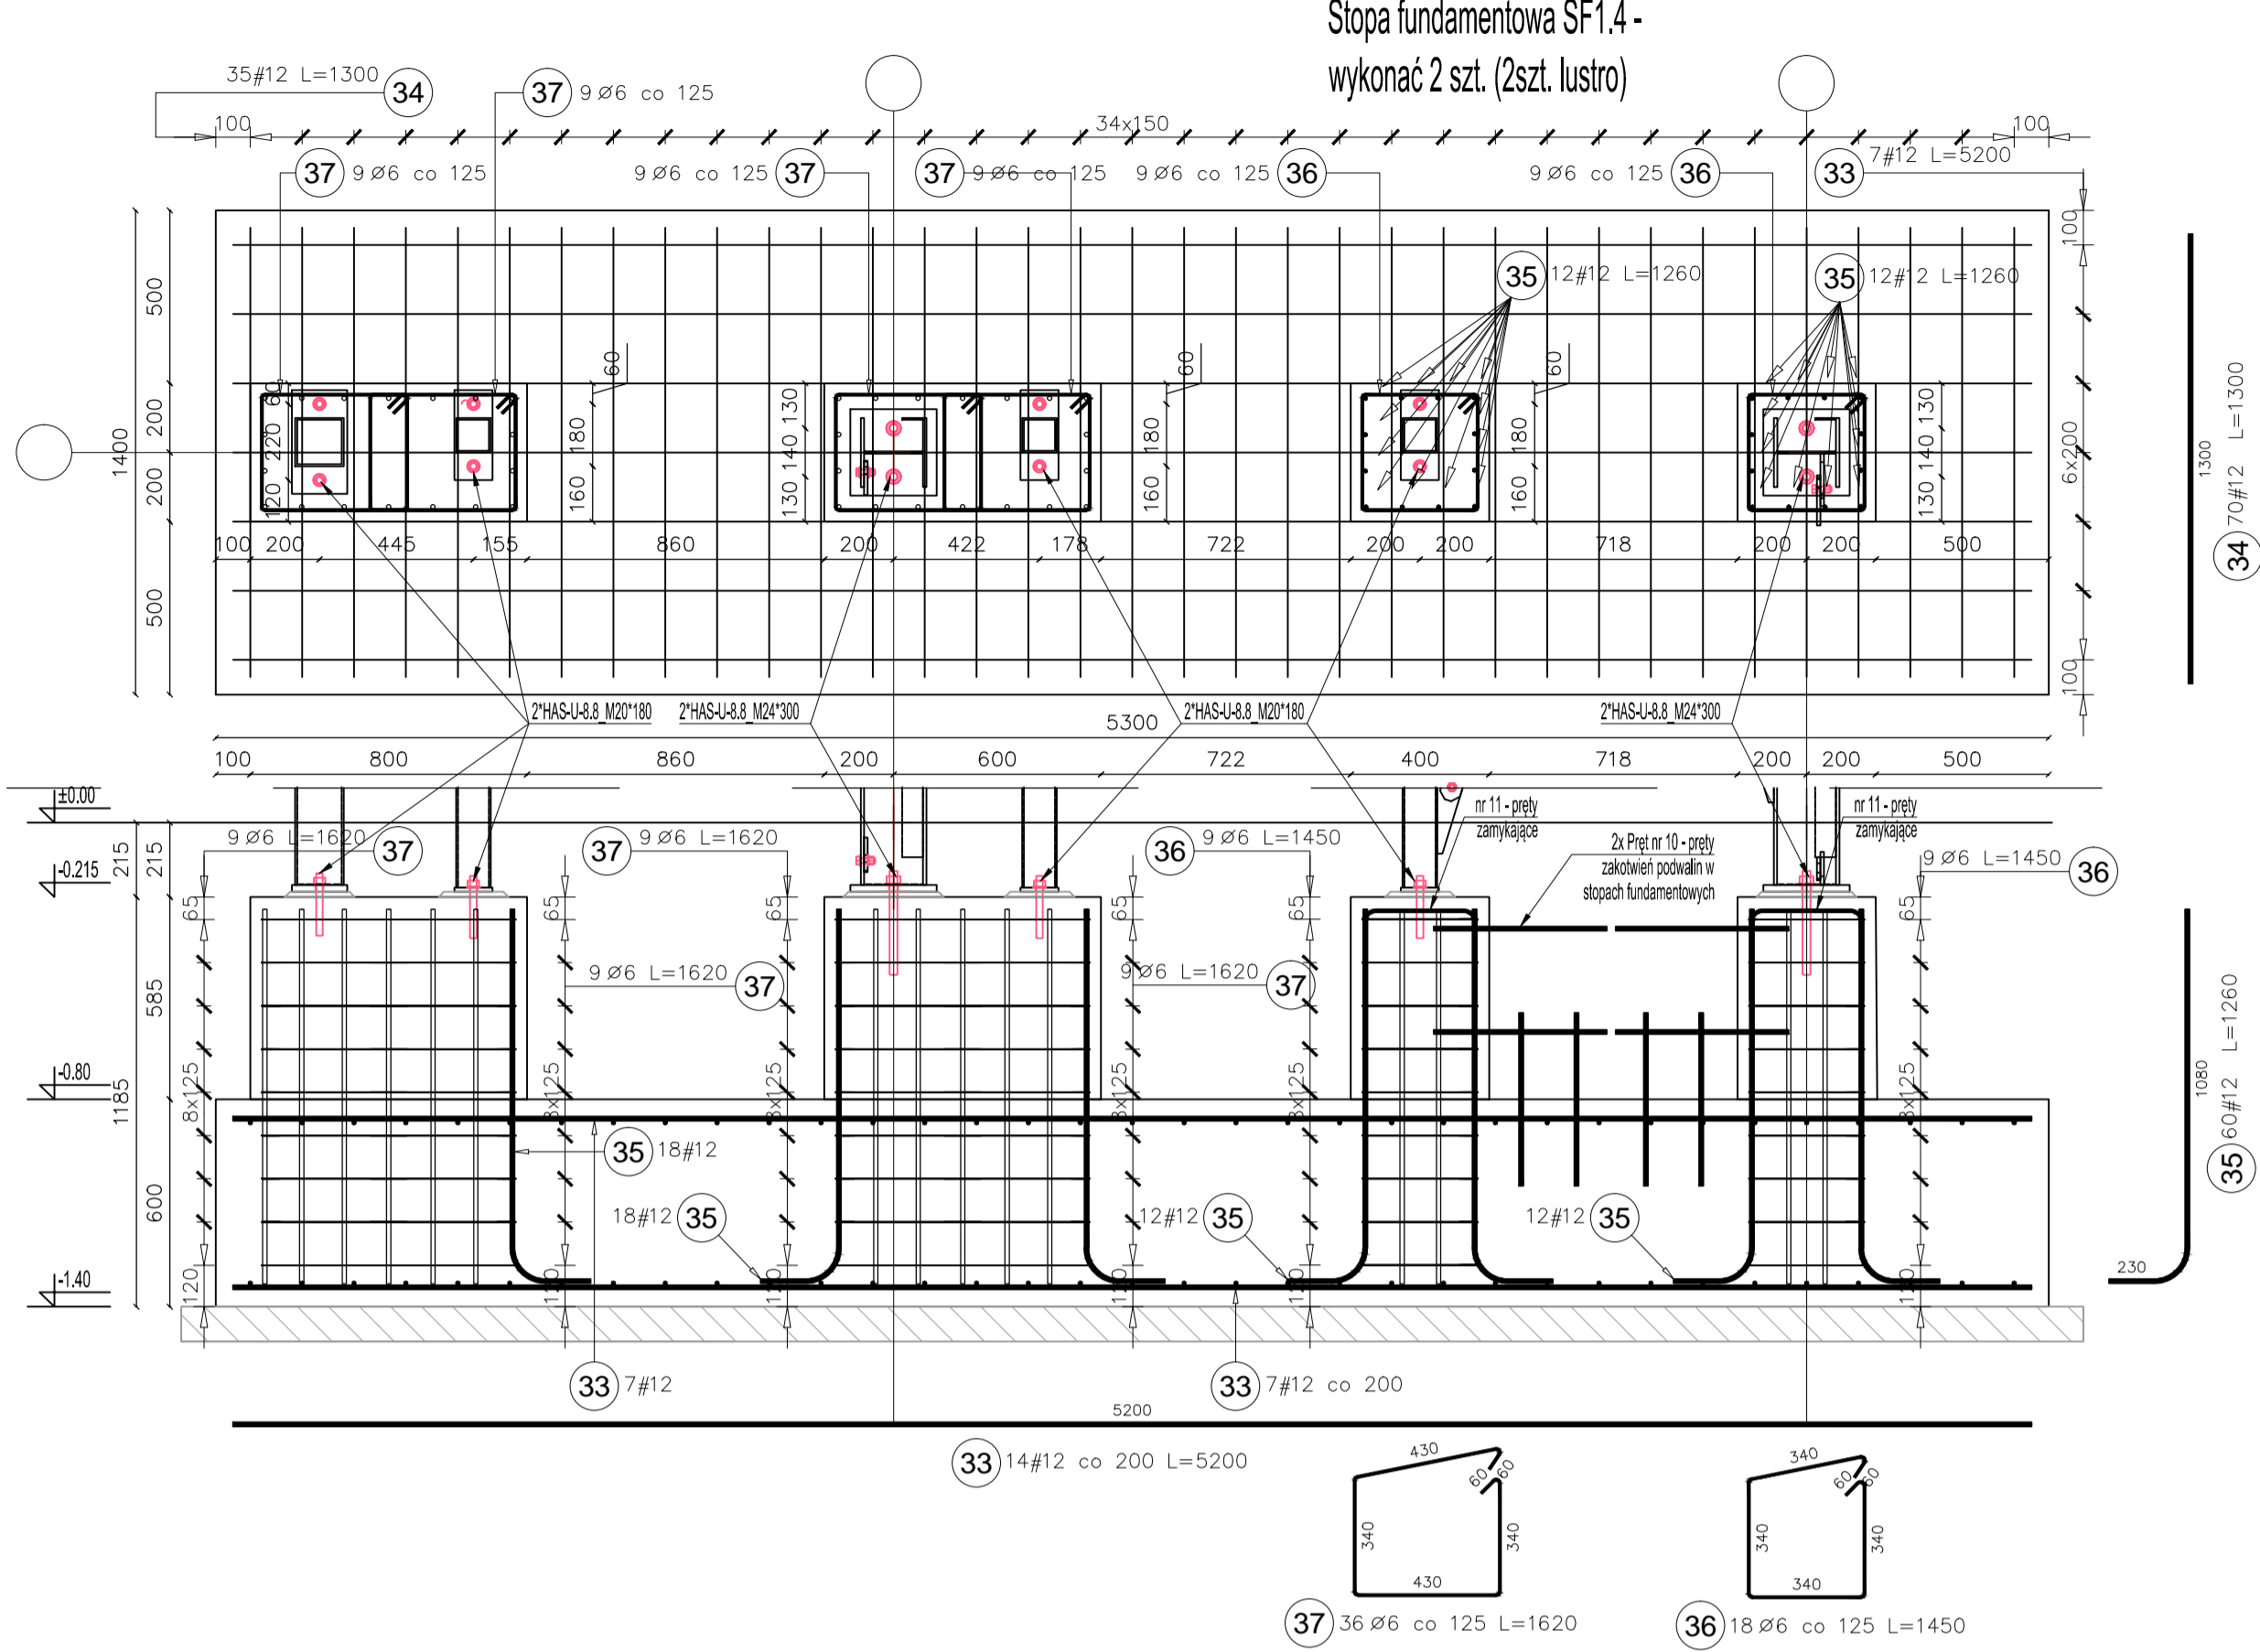 Stopa fundamentowa SF1.4 -
wykonać 2 szt. (2szt. lustro)
35#12 L=1300 34
37 9 Ø6 co 125
100 34x150 100
37 9 Ø6 co 125
9 Ø6 co 125 37
37 9 Ø6 co 125
9 Ø6 co 125 36
9 Ø6 co 125 36
33 7#12 L=5200
35 12#12 L=1260
35 12#12 L=1260
1400
500
200
200
500
60
220
120
60
180
160
130
140
130
60
180
160
60
180
160
130
140
130
100
6x200
100
1300
34 70#12 L=1300
100 200 445 155 860 200 422 178 722 200 200 718 200 200 500
2*HAS-U-8.8_M20*180
2*HAS-U-8.8_M24*300
2*HAS-U-8.8_M20*180
2*HAS-U-8.8_M24*300
5300
100 800 860 200 600 722 400 718 200 200 500
±0.00
-0.215
-0.80
-1.40
215
1185
215
585
600
9 Ø6 L=1620 37
37 9 Ø6 L=1620
36 9 Ø6 L=1450
nr 11 - pręty
zamykające
2x Pręt nr 10 - pręty
zakotwień podwalin w
stopach fundamentowych
nr 11 - pręty
zamykające
9 Ø6 L=1450 36
65
8x125
120
65
8x125
120
65
8x125
120
65
8x125
120
65
8x125
120
65
8x125
120
9 Ø6 L=1620 37
9 Ø6 L=1620 37
35 18#12
18#12 35
12#12 35
12#12 35
1080
230
35 60#12 L=1260
33 7#12
33 7#12 co 200
5200
33 14#12 co 200 L=5200
430
60 60
340
340
430
37 36 Ø6 co 125 L=1620
340
60 60
340
340
340
36 18 Ø6 co 125 L=1450